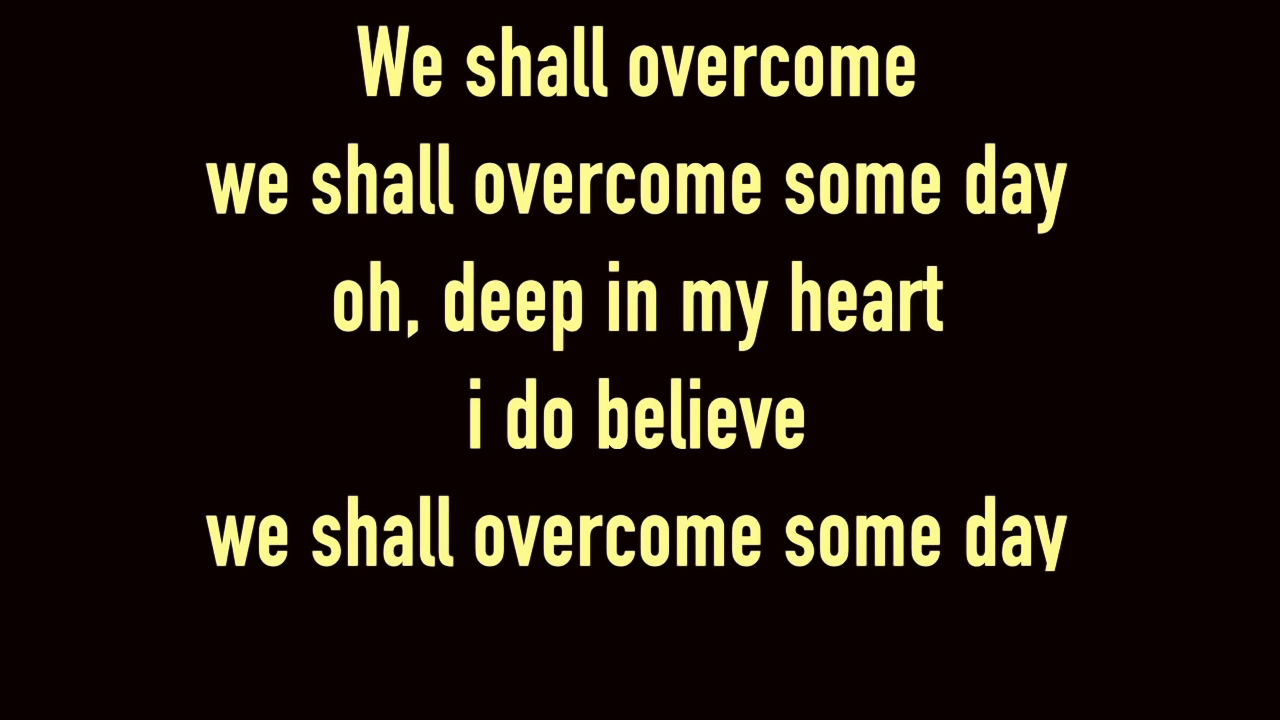 We shall overcome
we shall overcome some day
oh, deep in my heart
i do believe
we shall overcome some day